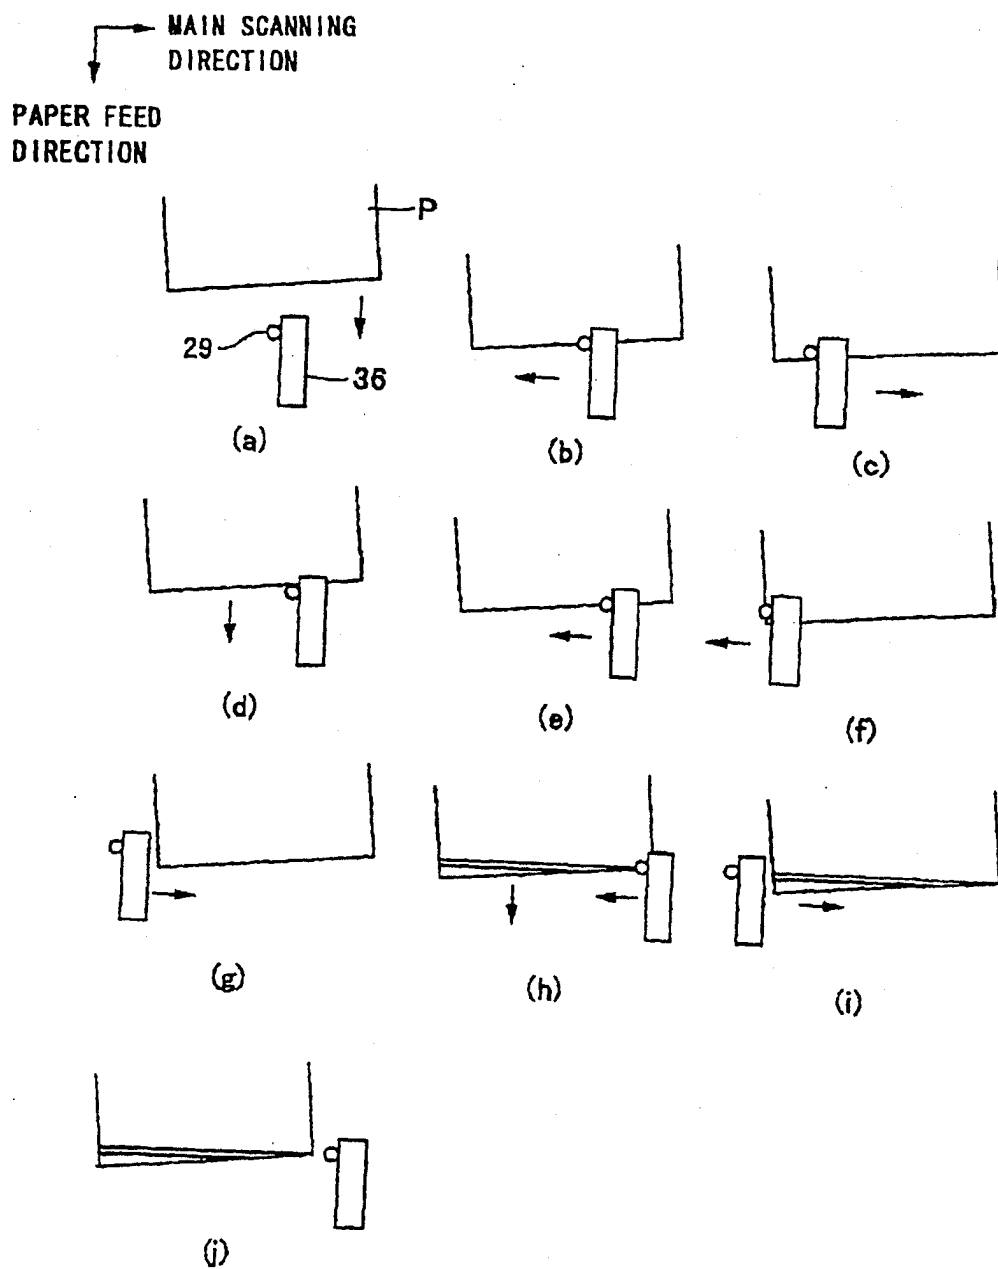 MAIN SCANNING
DIRECTION
PAPER FEED
DIRECTION
P
29
36
(a)
(b)
(c)
(d)
(e)
(f)
(g)
(h)
(i)
(j)